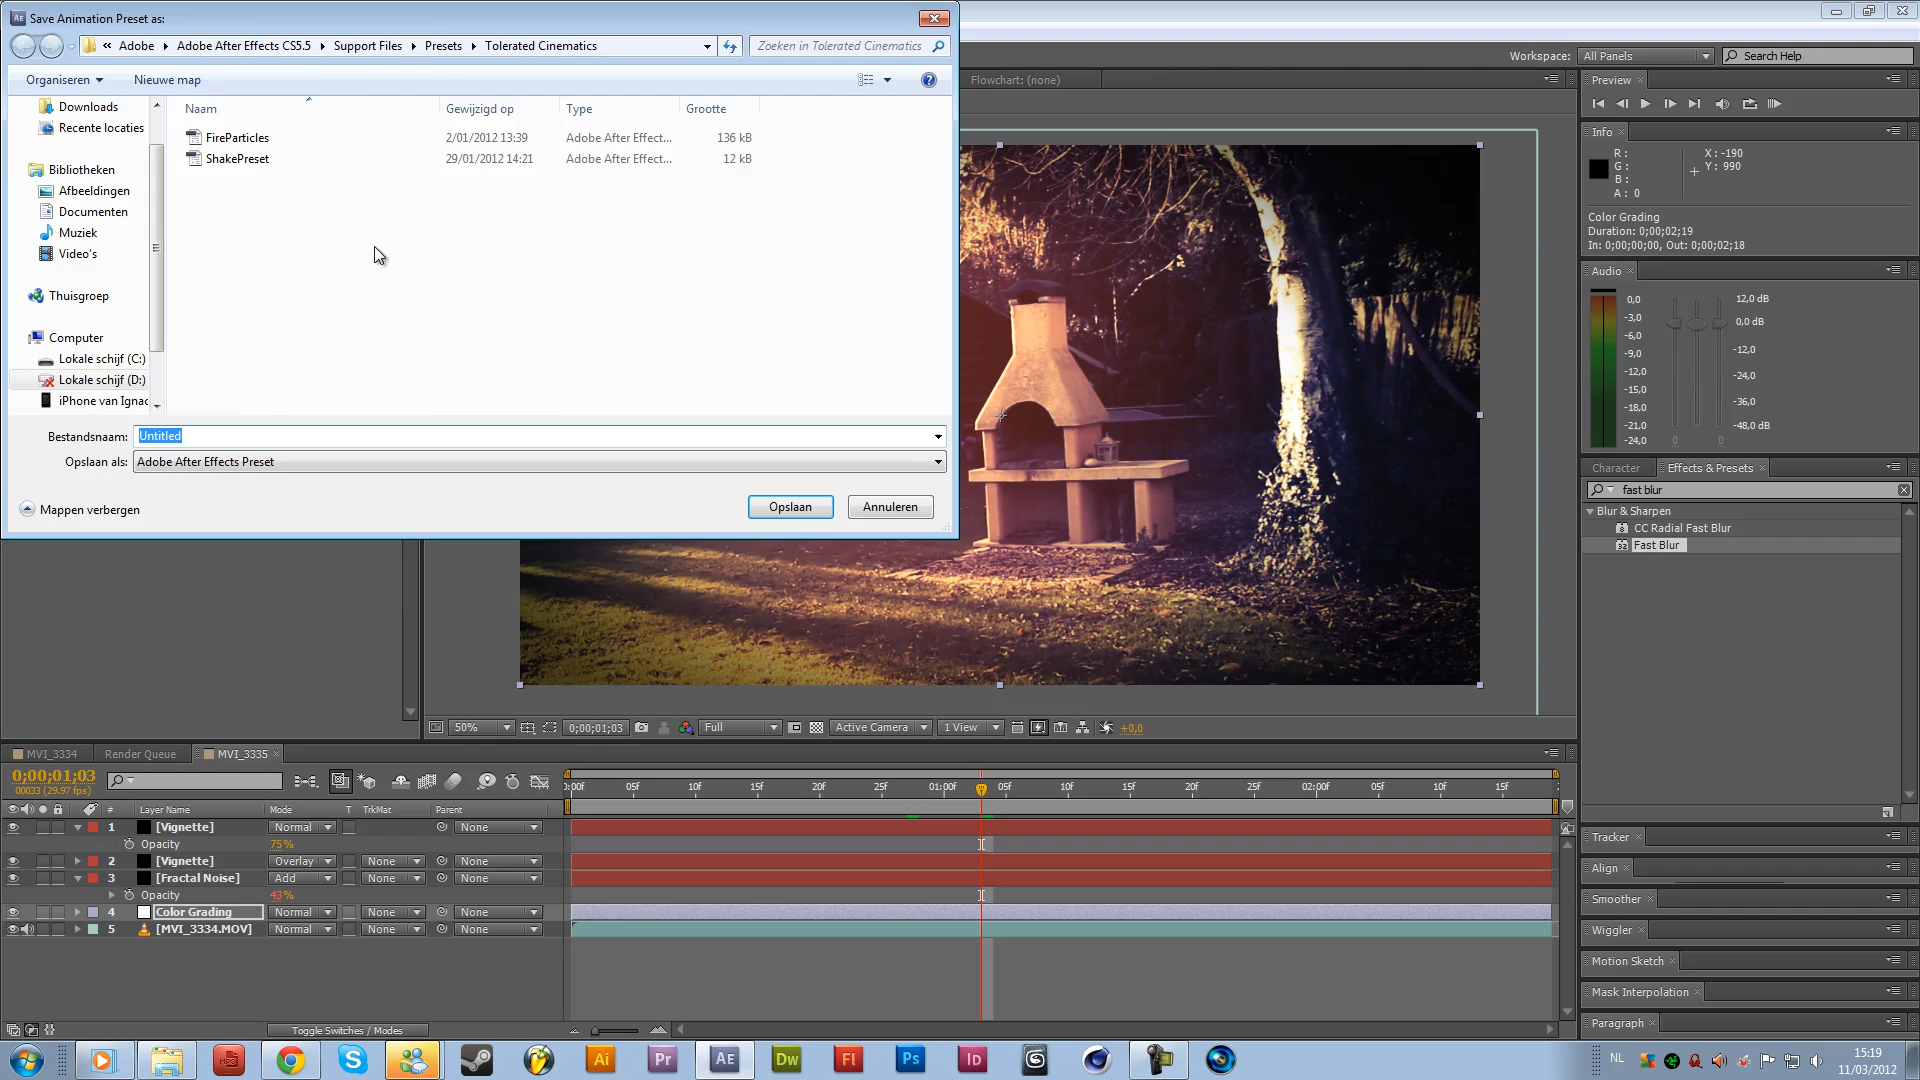 Save Animation Preset as:
« Adobe Adobe After Effects CS5.5 Support Files Presets Tolerated Cinematics
Zoeken in Tolerated Cinematics
Organiseren Nieuwe map
Downloads
Recente locaties
Bibliotheken
Afbeeldingen
Documenten
Muziek
Video's
Thuisgroep
Computer
Lokale schijf (C:)
Lokale schijf (D:)
iPhone van Ignac
Naam Gewijzigd op Type Grootte
FireParticles 2/01/2012 13:39 Adobe After Effect... 136 kB
ShakePreset 29/01/2012 14:21 Adobe After Effect... 12 kB
Bestandsnaam: Untitled
Opslaan als: Adobe After Effects Preset
Mappen verbergen
Opslaan Annuleren
Workspace: All Panels Search Help
Flowchart: (none)
Preview
Info
R : X : -190
G : Y : 990
B :
A : 0
Color Grading
Duration: 0;00;02;19
In: 0;00;00;00, Out: 0;00;02;18
Audio
0,0 12,0 dB
-3,0 0,0 dB
-6,0
-9,0 -12,0
-12,0 -24,0
-15,0
-18,0 -36,0
-21,0 -48,0 dB
-24,0 0 0
Character Effects & Presets
fast blur
Blur & Sharpen
CC Radial Fast Blur
Fast Blur
Tracker
Align
Smoother
Wiggler
Motion Sketch
Mask Interpolation
Paragraph
50% 0;00;01;03 Full Active Camera 1 View +0,0
MVI_3334 Render Queue MVI_3335
0;00;01;03
00033 (29.97 fps)
0:00f 05f 10f 15f 20f 25f 01:00f 05f 10f 15f 20f 25f 02:00f 05f 10f 15f
# Layer Name Mode T TrkMat Parent
1 [Vignette] Normal None
Opacity 75%
2 [Vignette] Overlay None None
3 [Fractal Noise] Add None None
Opacity 43%
4 Color Grading Normal None None
5 [MVI_3334.MOV] Normal None None
Toggle Switches / Modes
Ai Pr AE Dw Fl Ps Id
NL
15:19
11/03/2012